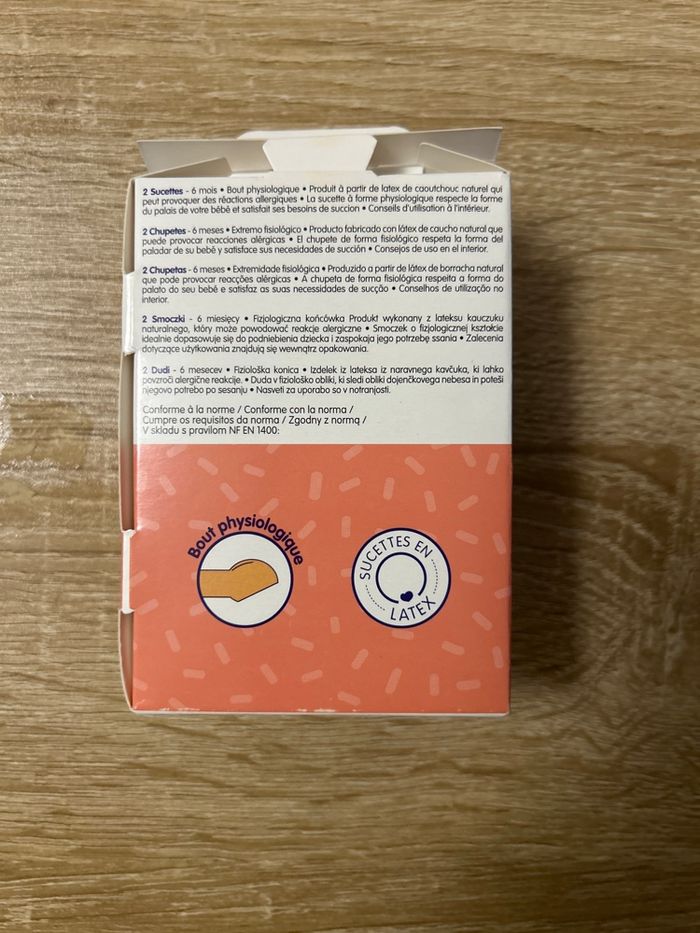 2 Sucettes - 6 mois • Bout physiologique • Produit à partir de latex de caoutchouc naturel qui
peut provoquer des réactions allergiques • La sucette à forme physiologique respecte la forme
du palais de votre bébé et satisfait ses besoins de succion • Conseils d'utilisation à l'intérieur.
2 Chupetes - 6 meses • Extremo fisiológico • Producto fabricado con látex de caucho natural que
puede provocar reacciones alérgicas • El chupete de forma fisiológico respeta la forma del
paladar de su bebé y satisface sus necesidades de succión • Consejos de uso en el interior.
2 Chupetas - 6 meses • Extremidade fisiológica • Produzido a partir de látex de borracha natural
que pode provocar reacções alérgicas • A chupeta de forma fisiológica respeita a forma do
palato do seu bebé e satisfaz as suas necessidades de sucção • Conselhos de utilização no
interior.
2 Smoczki - 6 miesięcy • Fizjologiczna końcówka Produkt wykonany z lateksu kauczuku
naturalnego, który może powodować reakcje alergiczne • Smoczek o fizjologicznej kształcie
idealnie dopasowuje się do podniebienia dziecka i zaspokaja jego potrzebę ssania • Zalecenia
dotyczące użytkowania znajdują się wewnątrz opakowania.
2 Dudi - 6 mesecev • Fiziološka konica • Izdelek iz lateksa iz naravnega kavčuka, ki lahko
povzroči alergične reakcije. • Duda v fiziološko obliki, ki sledi obliki dojenčkovega nebesa in poteši
njegovo potrebo po sesanju • Nasveti za uporabo so v notranjosti.
Conforme à la norme / Conforme con la norma /
Cumpre os requisitos da norma / Zgodny z normą /
V skladu s pravilom NF EN 1400:
Bout physiologique
SUCETTES EN
LATEX